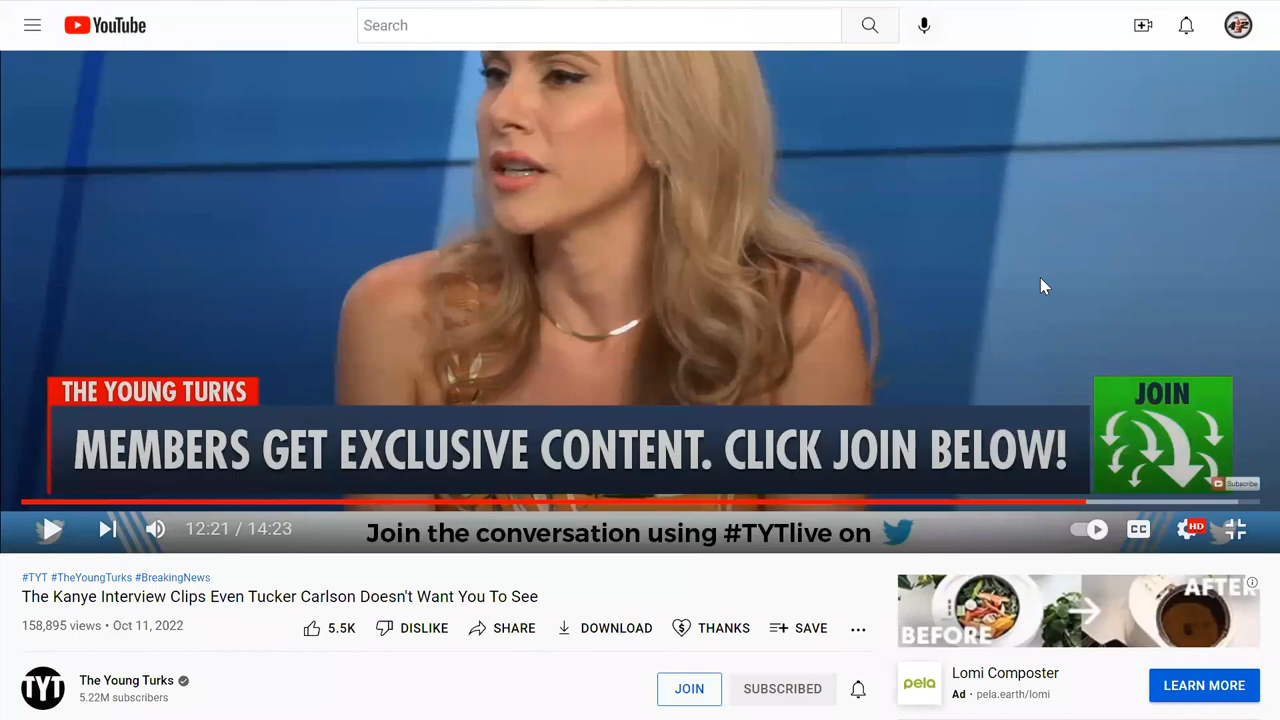 YouTube
Search
THE YOUNG TURKS
MEMBERS GET EXCLUSIVE CONTENT. CLICK JOIN BELOW!
JOIN
Subscribe
12:21 / 14:23
Join the conversation using #TYTlive on
CC
HD
#TYT #TheYoungTurks #BreakingNews
The Kanye Interview Clips Even Tucker Carlson Doesn't Want You To See
158,895 views • Oct 11, 2022
5.5K
DISLIKE
SHARE
DOWNLOAD
THANKS
SAVE
TYT
The Young Turks
5.22M subscribers
JOIN
SUBSCRIBED
BEFORE
AFTER
pela
Lomi Composter
Ad • pela.earth/lomi
LEARN MORE